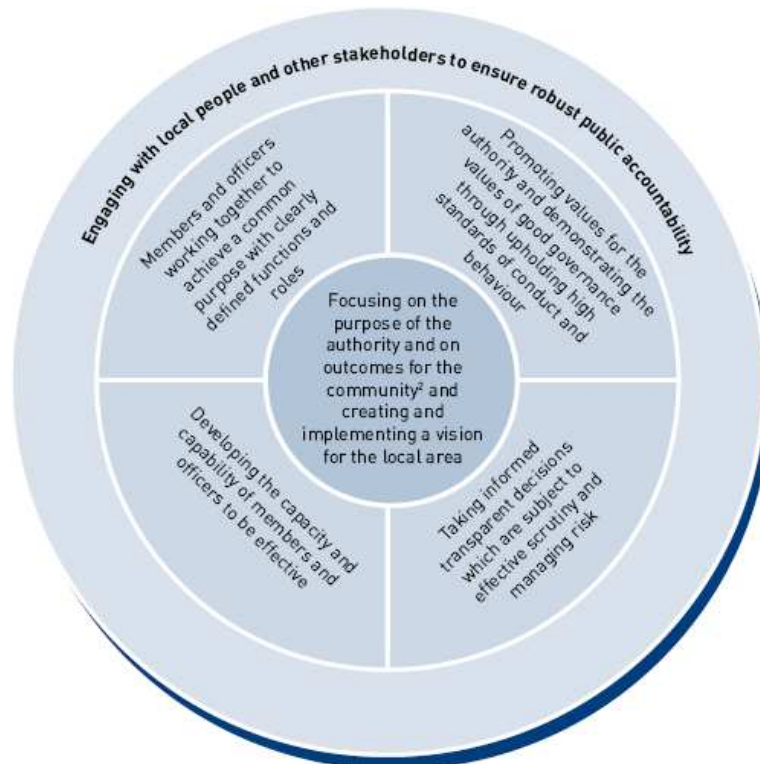 Engaging with local people and other stakeholders to ensure robust public accountability
Members and officers
working together to
achieve a common
purpose with clearly
defined functions and
roles
Promoting values for the
authority and demonstrating the
values of good governance
through upholding high
standards of conduct and
behaviour
Focusing on the
purpose of the
authority and on
outcomes for the
community² and
creating and
implementing a vision
for the local area
Developing the capacity and
capability of members and
officers to be effective
Taking informed
transparent decisions
which are subject to
effective scrutiny and
managing risk